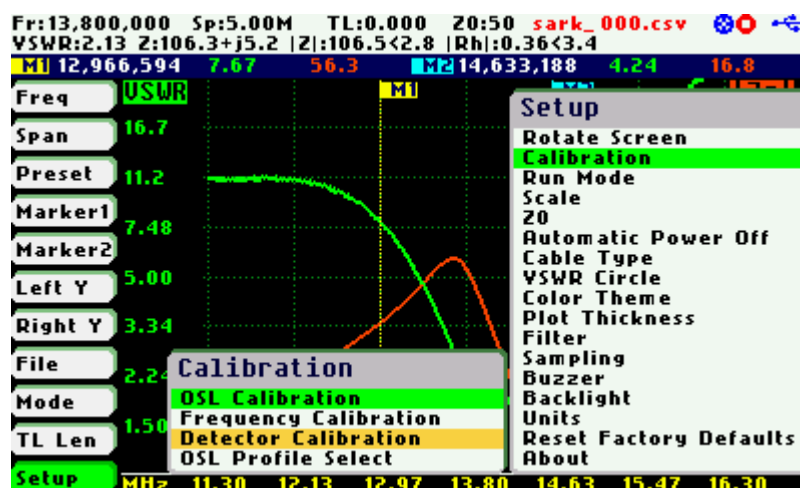 Fr:13,800,000 Sp:5.00M TL:0.000 Z0:50 sark_000.csv
VSWR:2.13 Z:106.3+j5.2 |Z|:106.5<2.8 |Rh|:0.36<3.4
M1 12,966,594 7.67 56.3 M2 14,633,188 4.24 16.8
Freq
Span
Preset
Marker1
Marker2
Left Y
Right Y
File
Mode
TL Len
Setup
VSWR
M1
16.7
11.2
7.48
5.00
3.34
2.24
1.50
Setup
Rotate Screen
Calibration
Run Mode
Scale
Z0
Automatic Power Off
Cable Type
VSWR Circle
Color Theme
Plot Thickness
Filter
Sampling
Buzzer
Backlight
Units
Reset Factory Defaults
About
Calibration
OSL Calibration
Frequency Calibration
Detector Calibration
OSL Profile Select
MHz 11.30 12.13 12.97 13.80 14.63 15.47 16.30